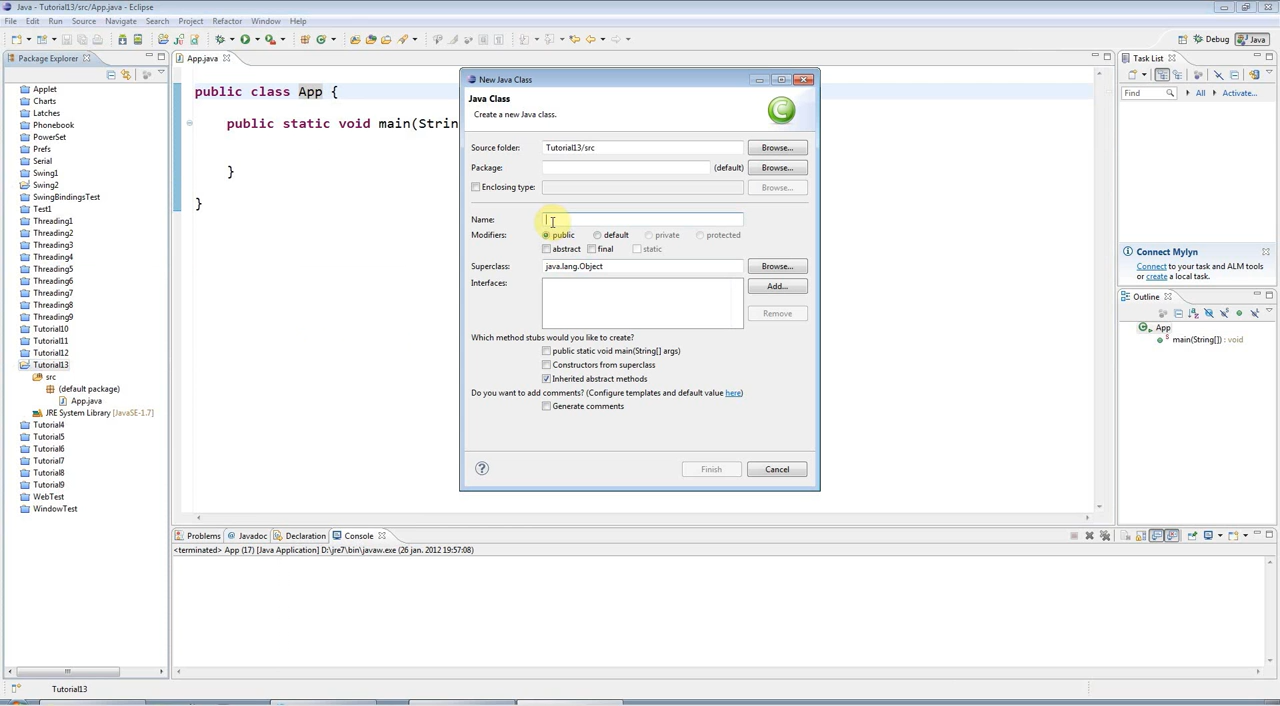 Java - Tutorial13/src/App.java - Eclipse
File Edit Run Source Navigate Search Project Refactor Window Help
Debug Java
Package Explorer
Applet
Charts
Latches
Phonebook
PowerSet
Prefs
Serial
Swing1
Swing2
SwingBindingsTest
Test1
Threading1
Threading2
Threading3
Threading4
Threading5
Threading6
Threading7
Threading8
Threading9
Tutorial10
Tutorial11
Tutorial12
Tutorial13
src
(default package)
App.java
JRE System Library [JavaSE-1.7]
Tutorial4
Tutorial5
Tutorial6
Tutorial7
Tutorial8
Tutorial9
WebTest
WindowTest
App.java
public class App {
public static void main(Strin
}
}
New Java Class
Java Class
Create a new Java class.
Source folder: Tutorial13/src Browse...
Package: (default) Browse...
Enclosing type: Browse...
Name:
Modifiers: public default private protected
abstract final static
Superclass: java.lang.Object Browse...
Interfaces: Add...
Remove
Which method stubs would you like to create?
public static void main(String[] args)
Constructors from superclass
Inherited abstract methods
Do you want to add comments? (Configure templates and default value here)
Generate comments
? Finish Cancel
Task List
Find All Activate...
Connect Mylyn
Connect to your task and ALM tools
or create a local task.
Outline
App
main(String[]) : void
Problems Javadoc Declaration Console
<terminated> App (17) [Java Application] D:\jre7\bin\javaw.exe (26 jan. 2012 19:57:08)
Tutorial13